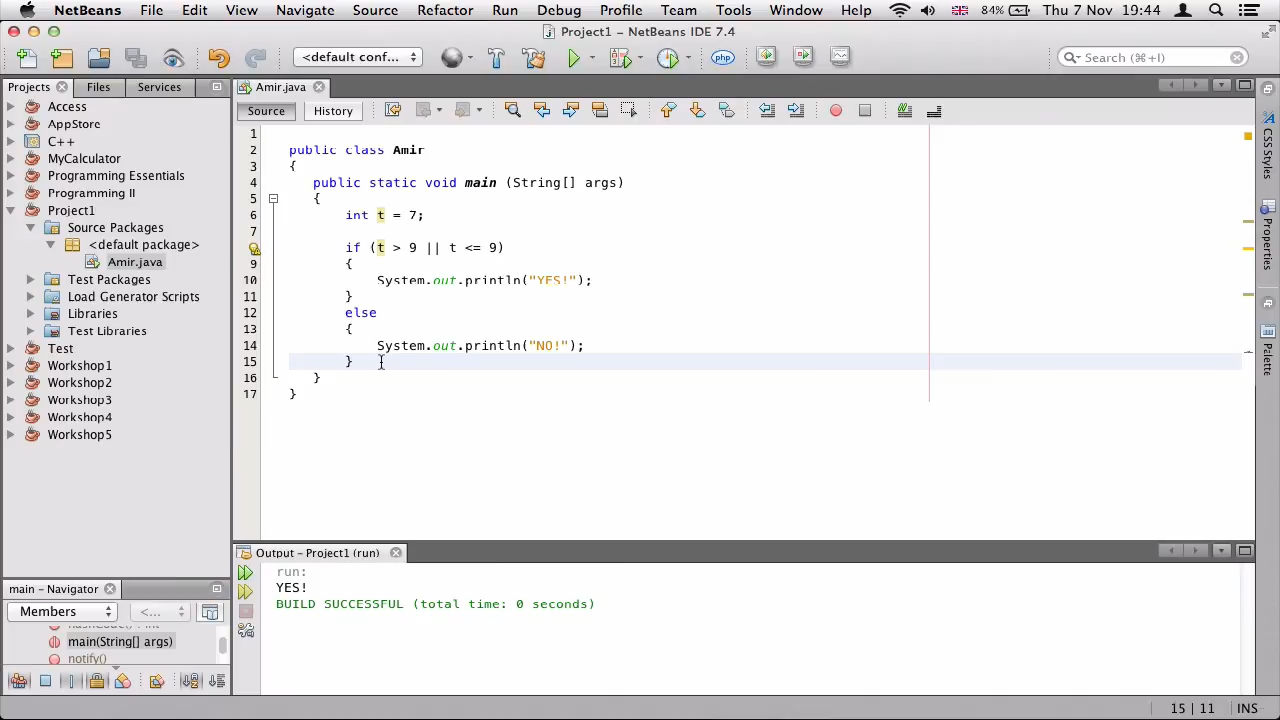 NetBeans File Edit View Navigate Source Refactor Run Debug Profile Team Tools Window Help 84% Thu 7 Nov 19:44
Project1 - NetBeans IDE 7.4
<default conf... php Search (⌘+I)
Projects Files Services
Amir.java
Source History
Access
AppStore
C++
MyCalculator
Programming Essentials
Programming II
Project1
Source Packages
<default package>
Amir.java
Test Packages
Load Generator Scripts
Libraries
Test Libraries
Test
Workshop1
Workshop2
Workshop3
Workshop4
Workshop5
1
2 public class Amir
3 {
4 public static void main (String[] args)
5 {
6 int t = 7;
7
if (t > 9 || t <= 9)
9 {
10 System.out.println("YES!");
11 }
12 else
13 {
14 System.out.println("NO!");
15 }
16 }
17 }
CSS Styles
Properties
Palette
main - Navigator
Members <...
hashCode() : int
main(String[] args)
notify()
Output - Project1 (run)
run:
YES!
BUILD SUCCESSFUL (total time: 0 seconds)
15 | 11 INS